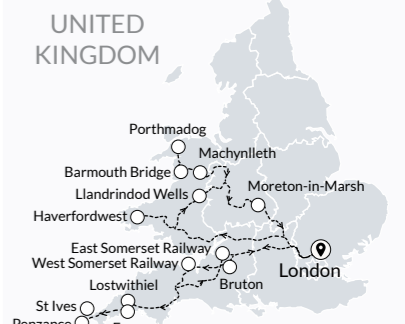 UNITED
KINGDOM
Porthmadog
Machynlleth
Barmouth Bridge
Moreton-in-Marsh
Llandrindod Wells
Haverfordwest
East Somerset Railway
West Somerset Railway
London
Bruton
Lostwithiel
St Ives
Penzance